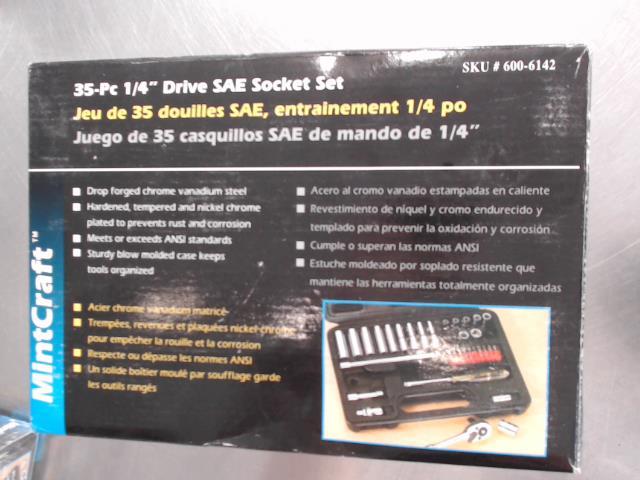 SKU # 600-6142
35-Pc 1/4" Drive SAE Socket Set
Jeu de 35 douilles SAE, entrainement 1/4 po
Juego de 35 casquillos SAE de mando de 1/4"
MintCraft™
Drop forged chrome vanadium steel
Hardened, tempered and nickel chrome
plated to prevents rust and corrosion
Meets or exceeds ANSI standards
Sturdy blow molded case keeps
tools organized
Acero al cromo vanadio estampadas en caliente
Revestimiento de níquel y cromo endurecido y
templado para prevenir la oxidación y corrosión
Cumple o superan las normas ANSI
Estuche moldeado por soplado resistente que
mantiene las herramientas totalmente organizadas
Acier chrome vanadium matricé
Trempées, revenues et plaquées nickel-chrome
pour empêcher la rouille et la corrosion
Respecte ou dépasse les normes ANSI
Un solide boîtier moulé par soufflage garde
les outils rangés